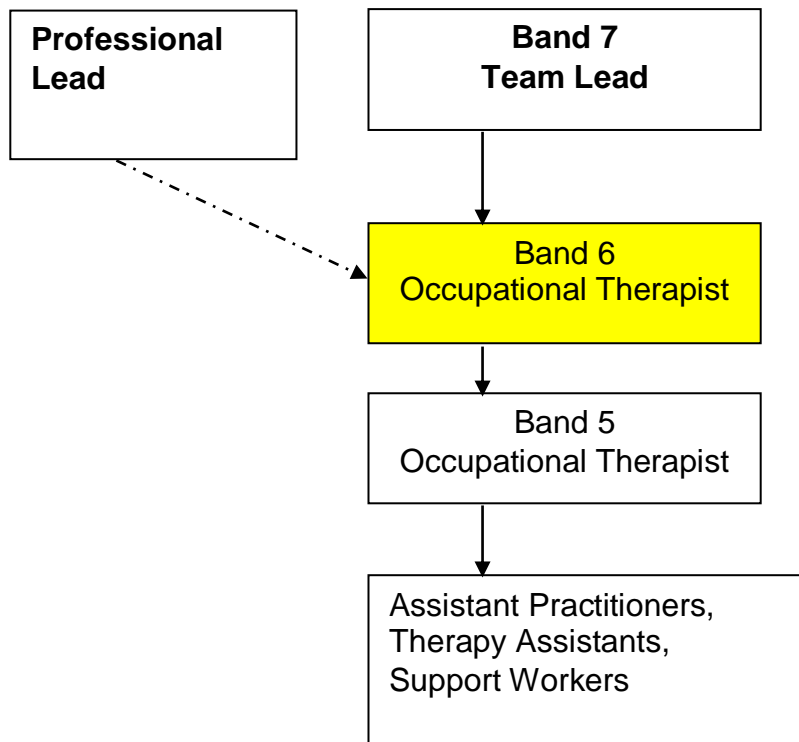 Professional
Lead
Band 7
Team Lead
Band 6
Occupational Therapist
Band 5
Occupational Therapist
Assistant Practitioners,
Therapy Assistants,
Support Workers